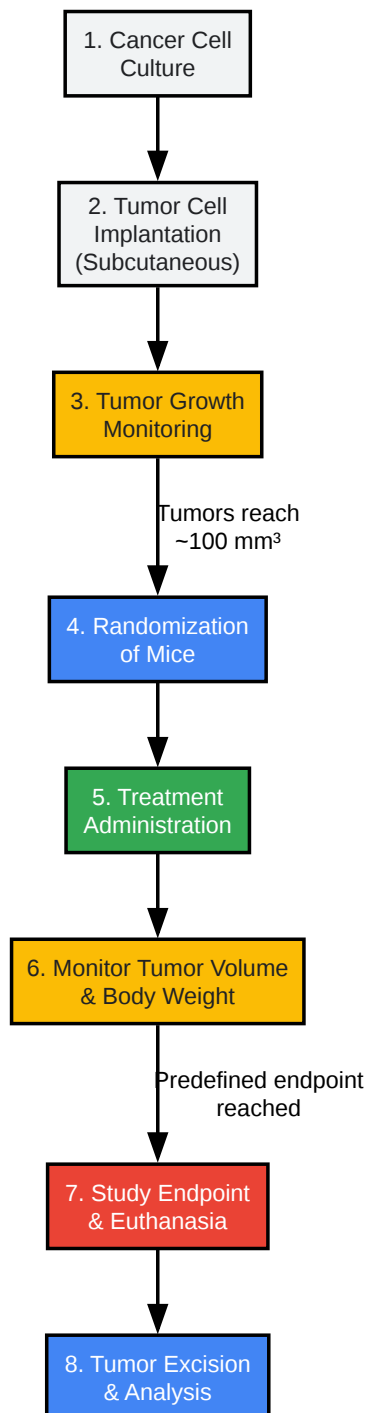 1. Cancer Cell
Culture
2. Tumor Cell
Implantation
(Subcutaneous)
3. Tumor Growth
Monitoring
Tumors reach
~100 mm³
4. Randomization
of Mice
5. Treatment
Administration
6. Monitor Tumor Volume
& Body Weight
Predefined endpoint
reached
7. Study Endpoint
& Euthanasia
8. Tumor Excision
& Analysis